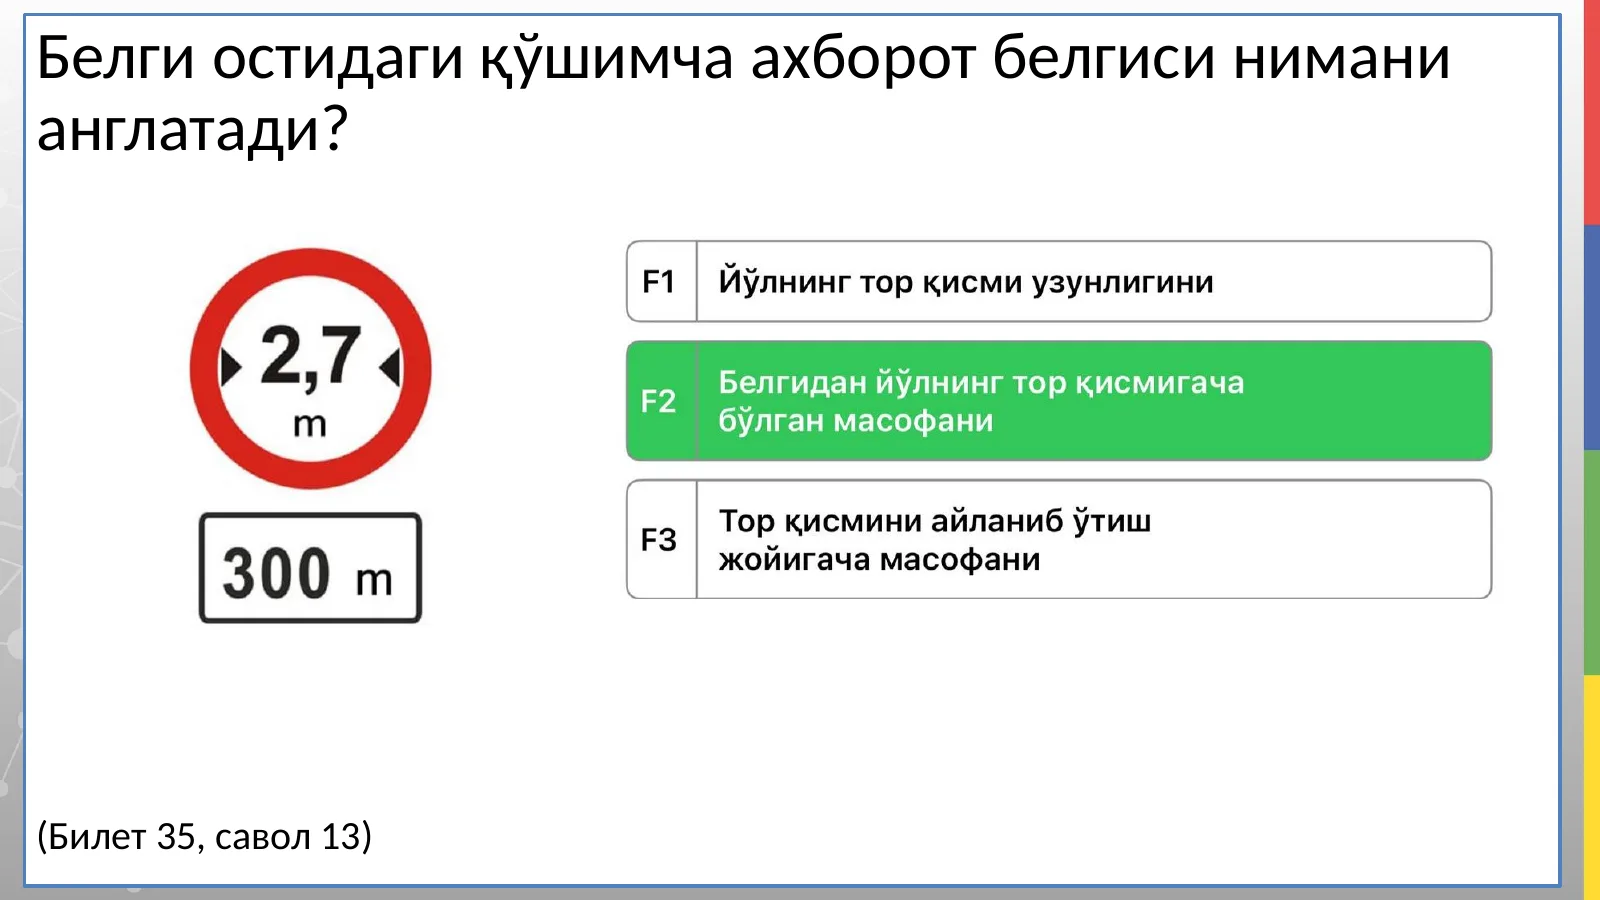 Белги остидаги қўшимча ахборот белгиси нимани
англатади?
2,7
m
300 m
F1 Йўлнинг тор қисми узунлигини
F2 Белгидан йўлнинг тор қисмигача
бўлган масофани
F3 Тор қисмини айланиб ўтиш
жойигача масофани
(Билет 35, савол 13)